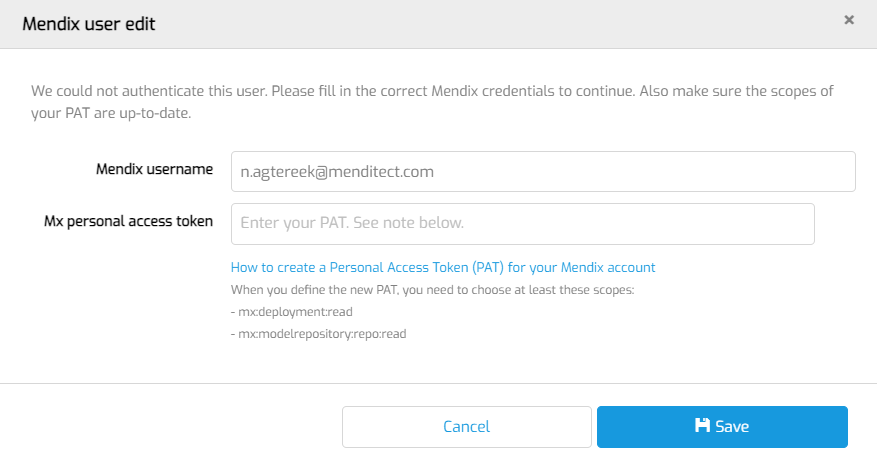 Mendix user edit
×
We could not authenticate this user. Please fill in the correct Mendix credentials to continue. Also make sure the scopes of
your PAT are up-to-date.
Mendix username
n.agtereek@menditect.com
Mx personal access token
Enter your PAT. See note below.
How to create a Personal Access Token (PAT) for your Mendix account
When you define the new PAT, you need to choose at least these scopes:
- mx:deployment:read
- mx:modelrepository:repo:read
Cancel
Save